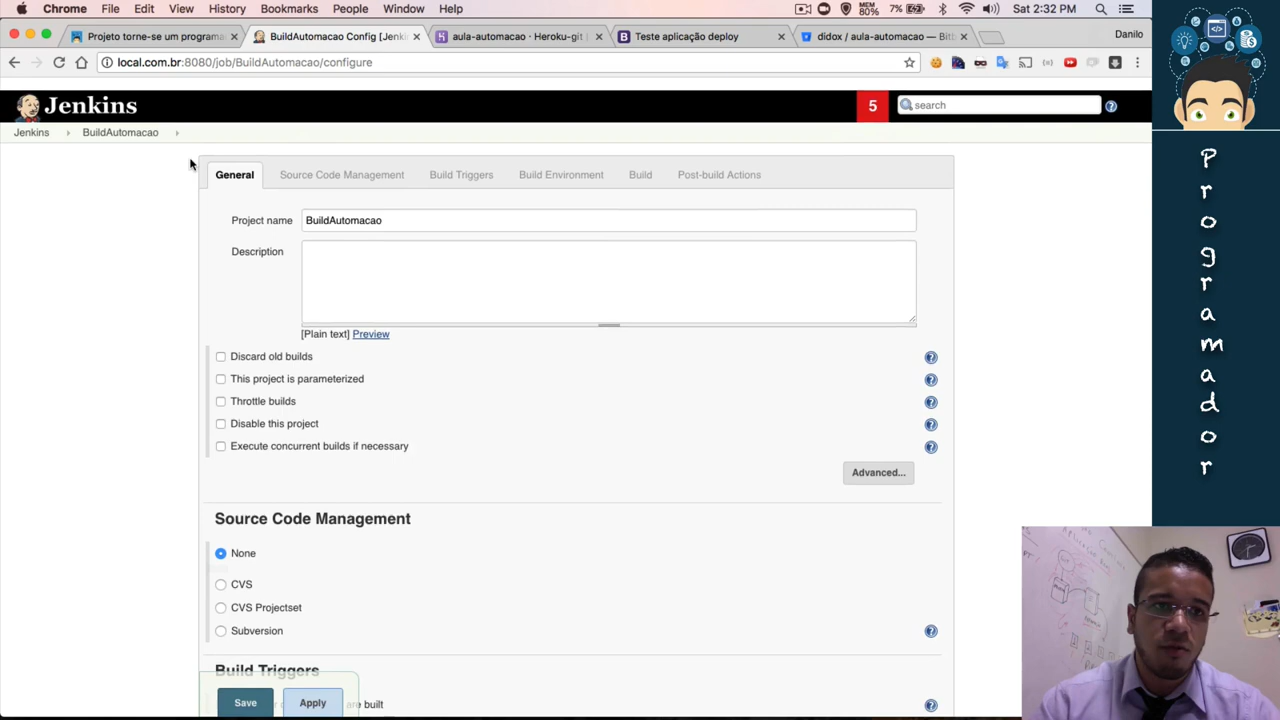 Chrome File Edit View History Bookmarks People Window Help MEM 80% 7% Sat 2:32 PM
Projeto torne-se um programa × BuildAutomacao Config [Jenki × aula-automacao · Heroku-git × Teste aplicação deploy × didox / aula-automacao — Bitb × Danilo
local.com.br:8080/job/BuildAutomacao/configure
Jenkins 5 search
Jenkins BuildAutomacao
General Source Code Management Build Triggers Build Environment Build Post-build Actions
Project name BuildAutomacao
Description
[Plain text] Preview
Discard old builds
This project is parameterized
Throttle builds
Disable this project
Execute concurrent builds if necessary
Advanced...
Source Code Management
None
CVS
CVS Projectset
Subversion
Build Triggers
Save Apply are built
Programador